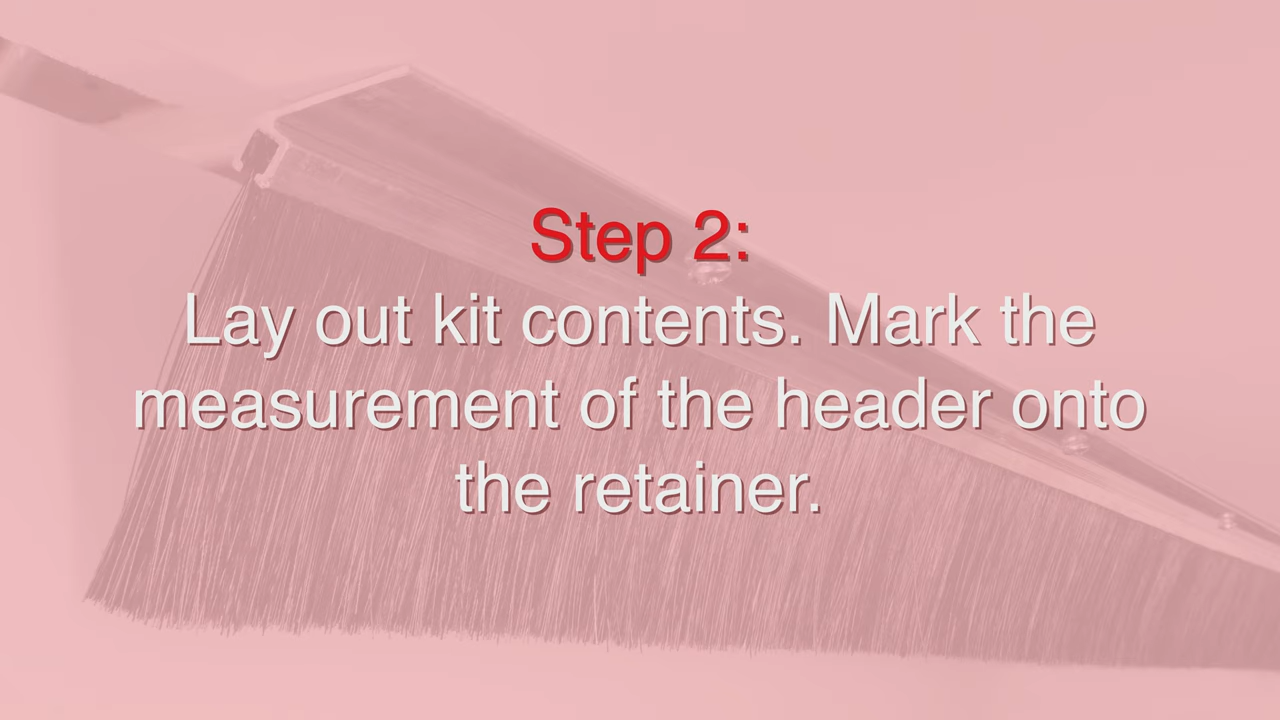 Step 2:
Lay out kit contents. Mark the
measurement of the header onto
the retainer.